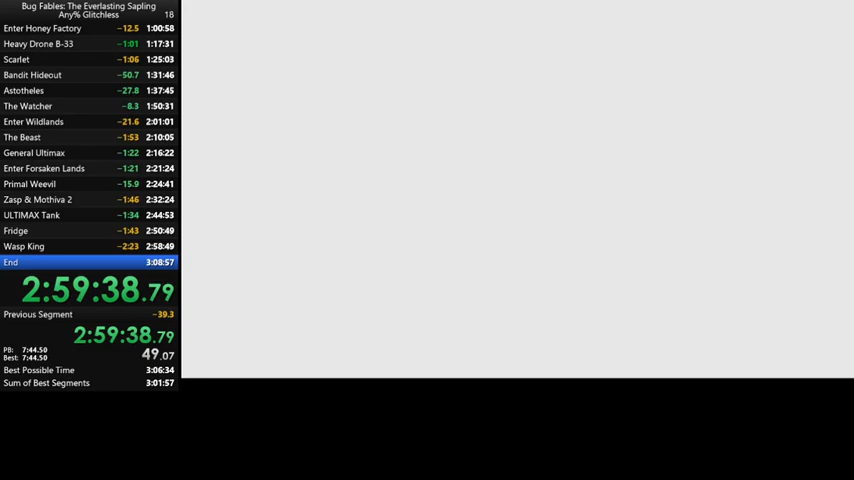 Bug Fables: The Everlasting Sapling
Any% Glitchless 18
Enter Honey Factory −12.5 1:00:58
Heavy Drone B-33 −1:01 1:17:31
Scarlet −1:06 1:25:03
Bandit Hideout −50.7 1:31:46
Astotheles −27.8 1:37:45
The Watcher −8.3 1:50:31
Enter Wildlands −21.6 2:01:01
The Beast −1:53 2:10:05
General Ultimax −1:22 2:16:22
Enter Forsaken Lands −1:21 2:21:24
Primal Weevil −15.9 2:24:41
Zasp & Mothiva 2 −1:46 2:32:24
ULTIMAX Tank −1:34 2:44:53
Fridge −1:43 2:50:49
Wasp King −2:23 2:58:49
End 3:08:57
2:59:38.79
Previous Segment −39.3
2:59:38.79
PB: 7:44.50
Best: 7:44.50 49.07
Best Possible Time 3:06:34
Sum of Best Segments 3:01:57